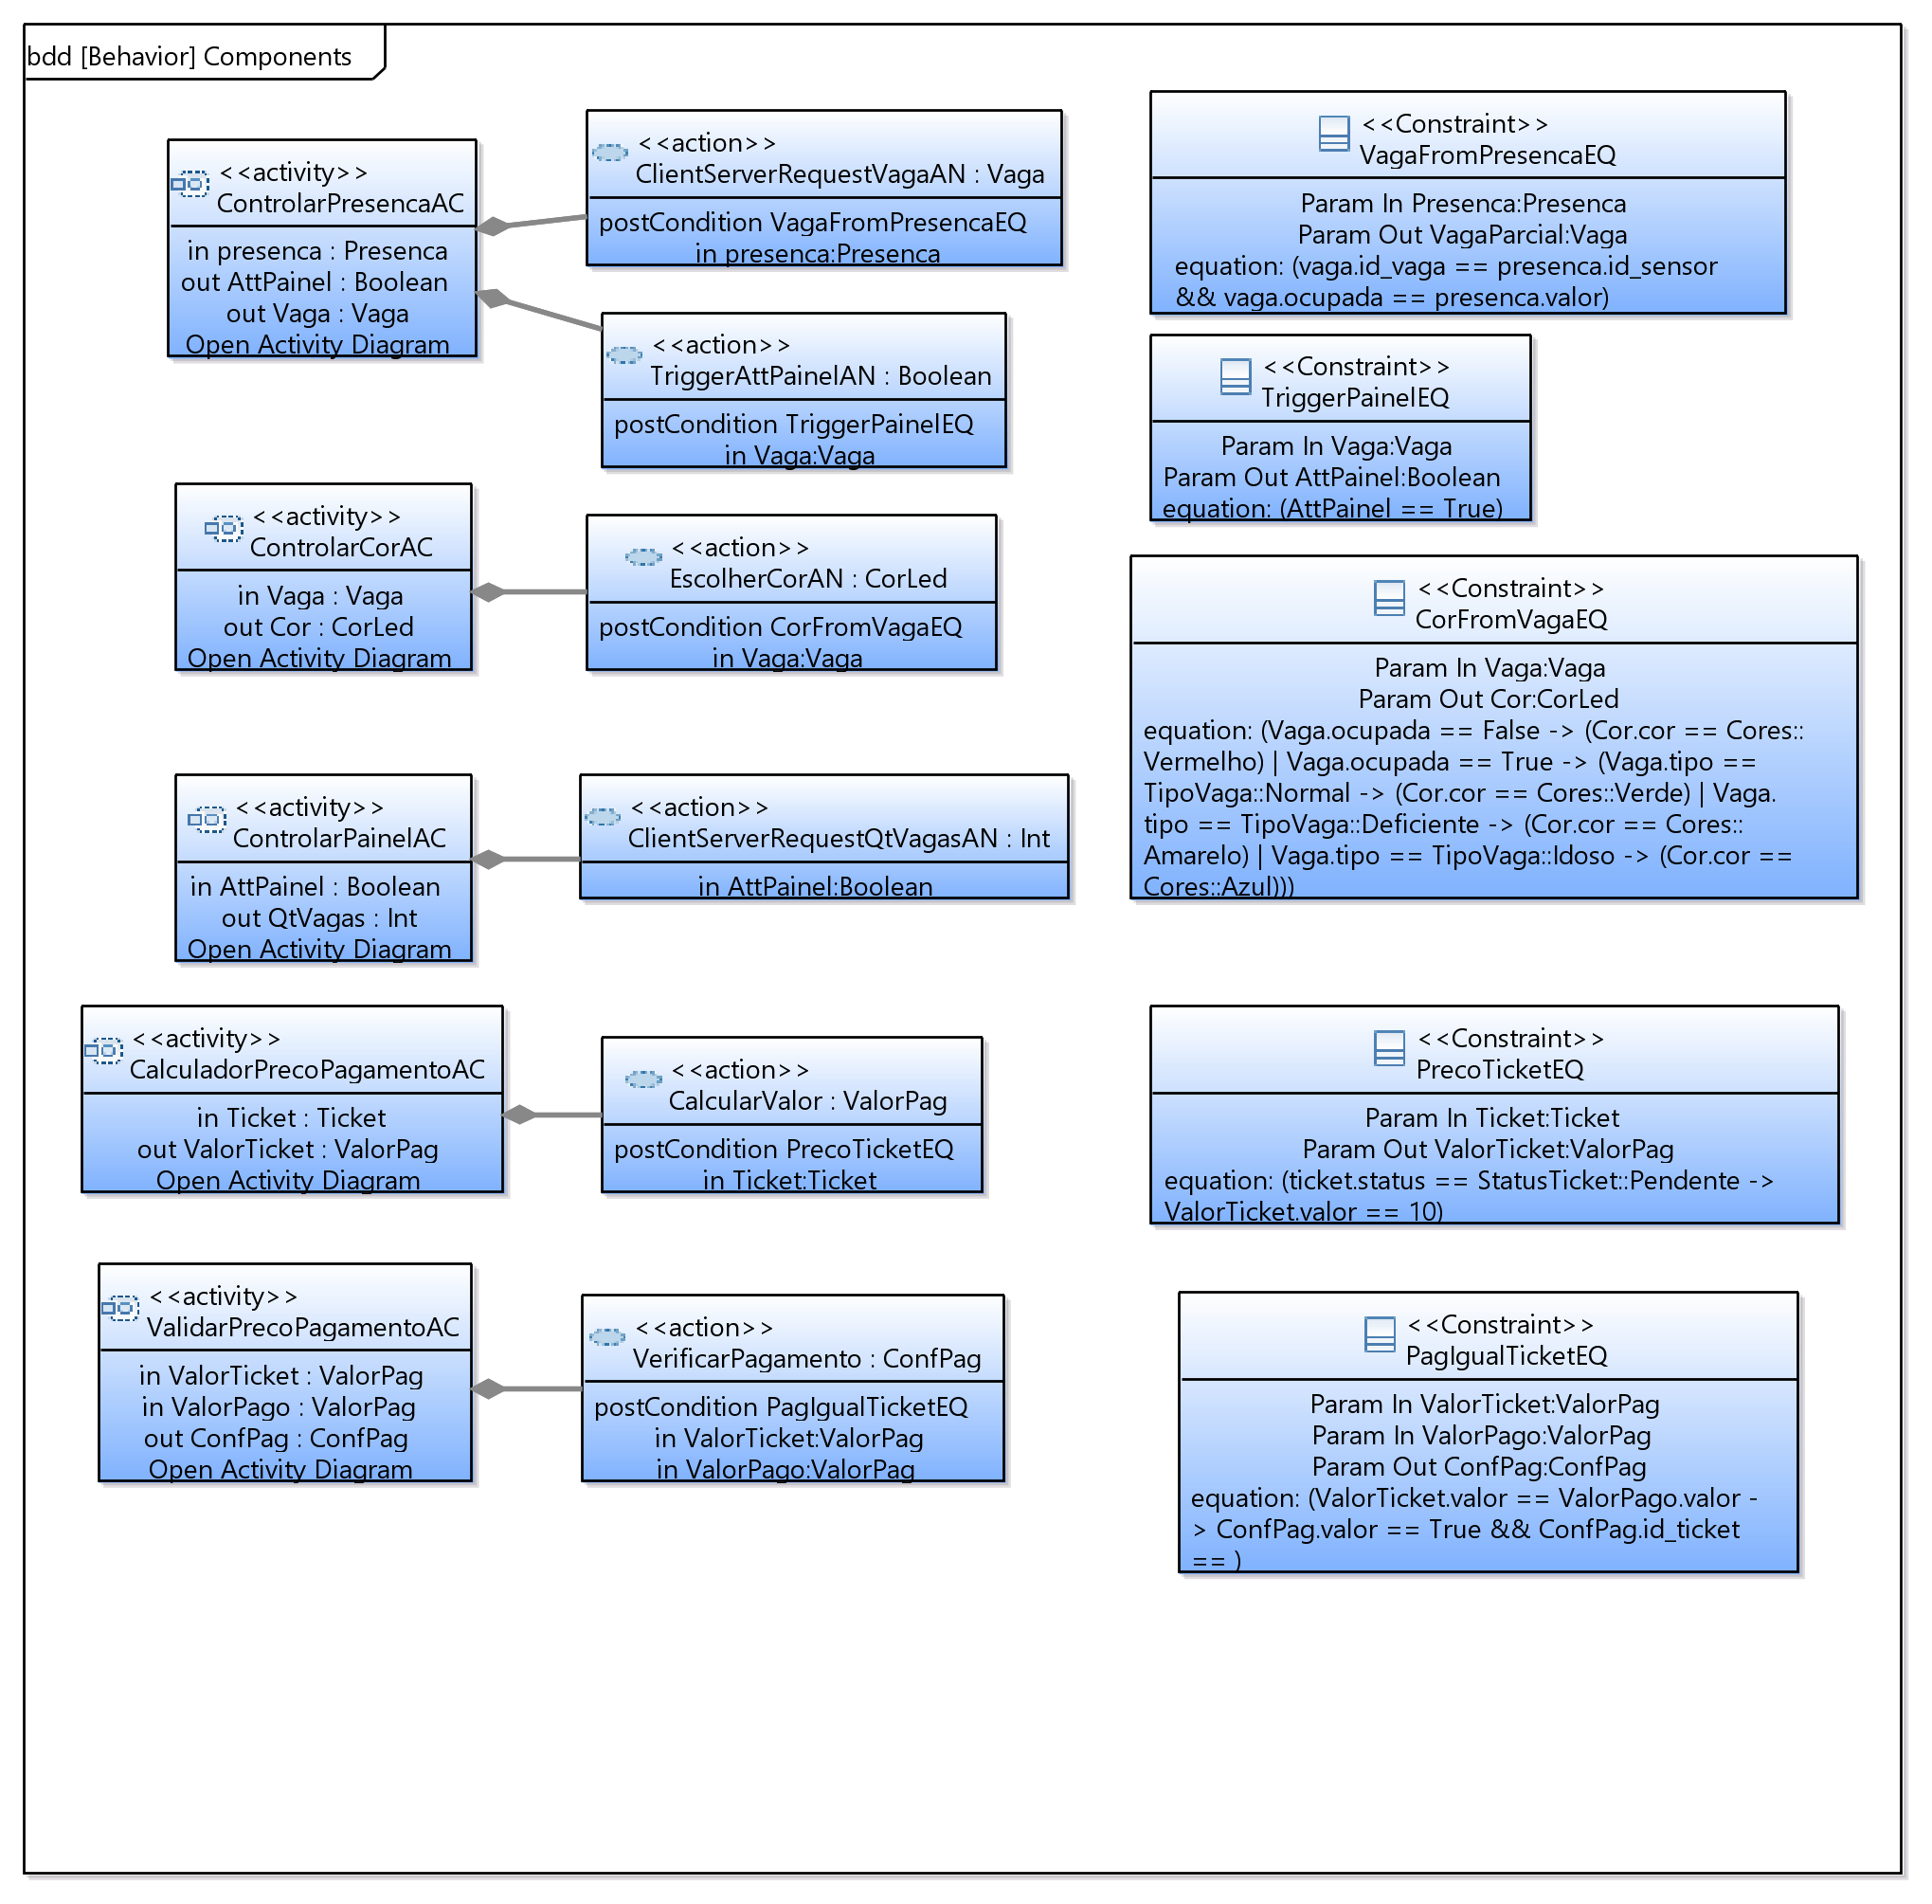 bdd [Behavior] Components
<<activity>>
ControlarPresencaAC
in presenca : Presenca
out AttPainel : Boolean
out Vaga : Vaga
Open Activity Diagram
<<action>>
ClientServerRequestVagaAN : Vaga
postCondition VagaFromPresencaEQ
in presenca:Presenca
<<action>>
TriggerAttPainelAN : Boolean
postCondition TriggerPainelEQ
in Vaga:Vaga
<<Constraint>>
VagaFromPresencaEQ
Param In Presenca:Presenca
Param Out VagaParcial:Vaga
equation: (vaga.id_vaga == presenca.id_sensor
&& vaga.ocupada == presenca.valor)
<<Constraint>>
TriggerPainelEQ
Param In Vaga:Vaga
Param Out AttPainel:Boolean
equation: (AttPainel == True)
<<activity>>
ControlarCorAC
in Vaga : Vaga
out Cor : CorLed
Open Activity Diagram
<<action>>
EscolherCorAN : CorLed
postCondition CorFromVagaEQ
in Vaga:Vaga
<<Constraint>>
CorFromVagaEQ
Param In Vaga:Vaga
Param Out Cor:CorLed
equation: (Vaga.ocupada == False -> (Cor.cor == Cores::
Vermelho) | Vaga.ocupada == True -> (Vaga.tipo ==
TipoVaga::Normal -> (Cor.cor == Cores::Verde) | Vaga.
tipo == TipoVaga::Deficiente -> (Cor.cor == Cores::
Amarelo) | Vaga.tipo == TipoVaga::Idoso -> (Cor.cor ==
Cores::Azul)))
<<activity>>
ControlarPainelAC
in AttPainel : Boolean
out QtVagas : Int
Open Activity Diagram
<<action>>
ClientServerRequestQtVagasAN : Int
in AttPainel:Boolean
<<activity>>
CalculadorPrecoPagamentoAC
in Ticket : Ticket
out ValorTicket : ValorPag
Open Activity Diagram
<<action>>
CalcularValor : ValorPag
postCondition PrecoTicketEQ
in Ticket:Ticket
<<Constraint>>
PrecoTicketEQ
Param In Ticket:Ticket
Param Out ValorTicket:ValorPag
equation: (ticket.status == StatusTicket::Pendente ->
ValorTicket.valor == 10)
<<activity>>
ValidarPrecoPagamentoAC
in ValorTicket : ValorPag
in ValorPago : ValorPag
out ConfPag : ConfPag
Open Activity Diagram
<<action>>
VerificarPagamento : ConfPag
postCondition PagIgualTicketEQ
in ValorTicket:ValorPag
in ValorPago:ValorPag
<<Constraint>>
PagIgualTicketEQ
Param In ValorTicket:ValorPag
Param In ValorPago:ValorPag
Param Out ConfPag:ConfPag
equation: (ValorTicket.valor == ValorPago.valor -
> ConfPag.valor == True && ConfPag.id_ticket
== )